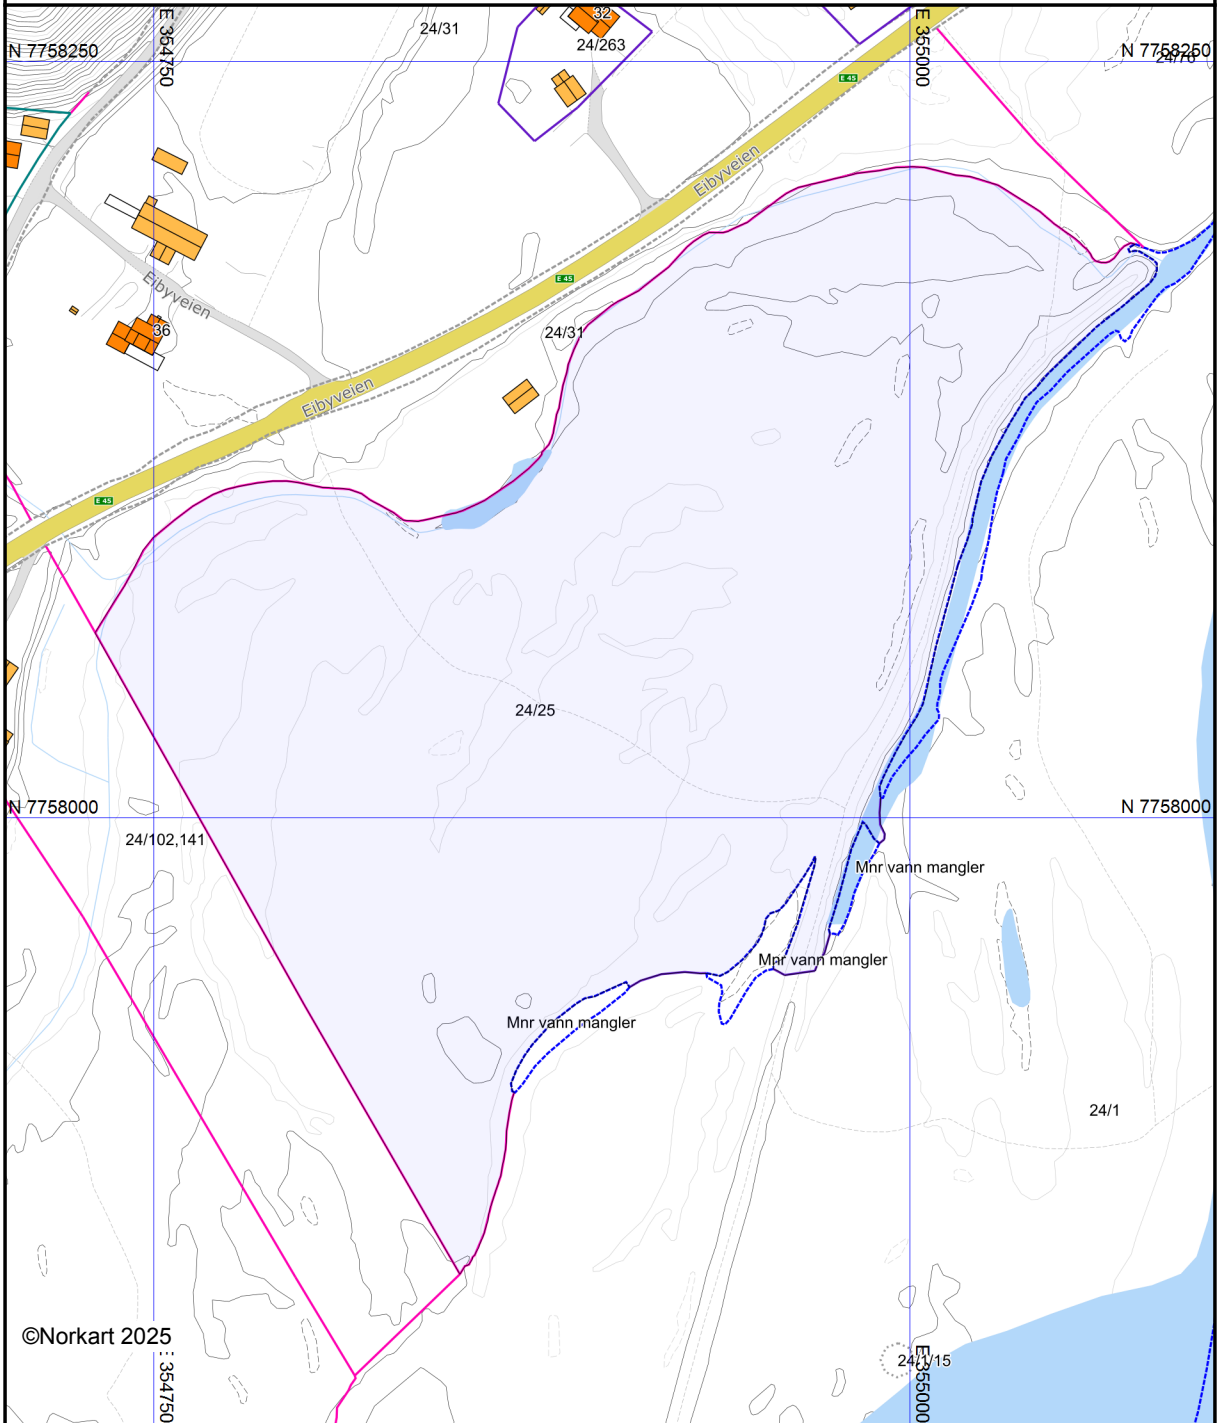 32
24/31
E 354750
24/263
E 355000
N 7758250
N 7758250
24/76
E 45
Eibyveien
E 45
Eibyveien
36
24/31
Eibyveien
E 45
24/25
N 7758000
N 7758000
24/102,141
Mnr vann mangler
Mnr vann mangler
Mnr vann mangler
24/1
©Norkart 2025
E 354750
24/1/15
E 355000